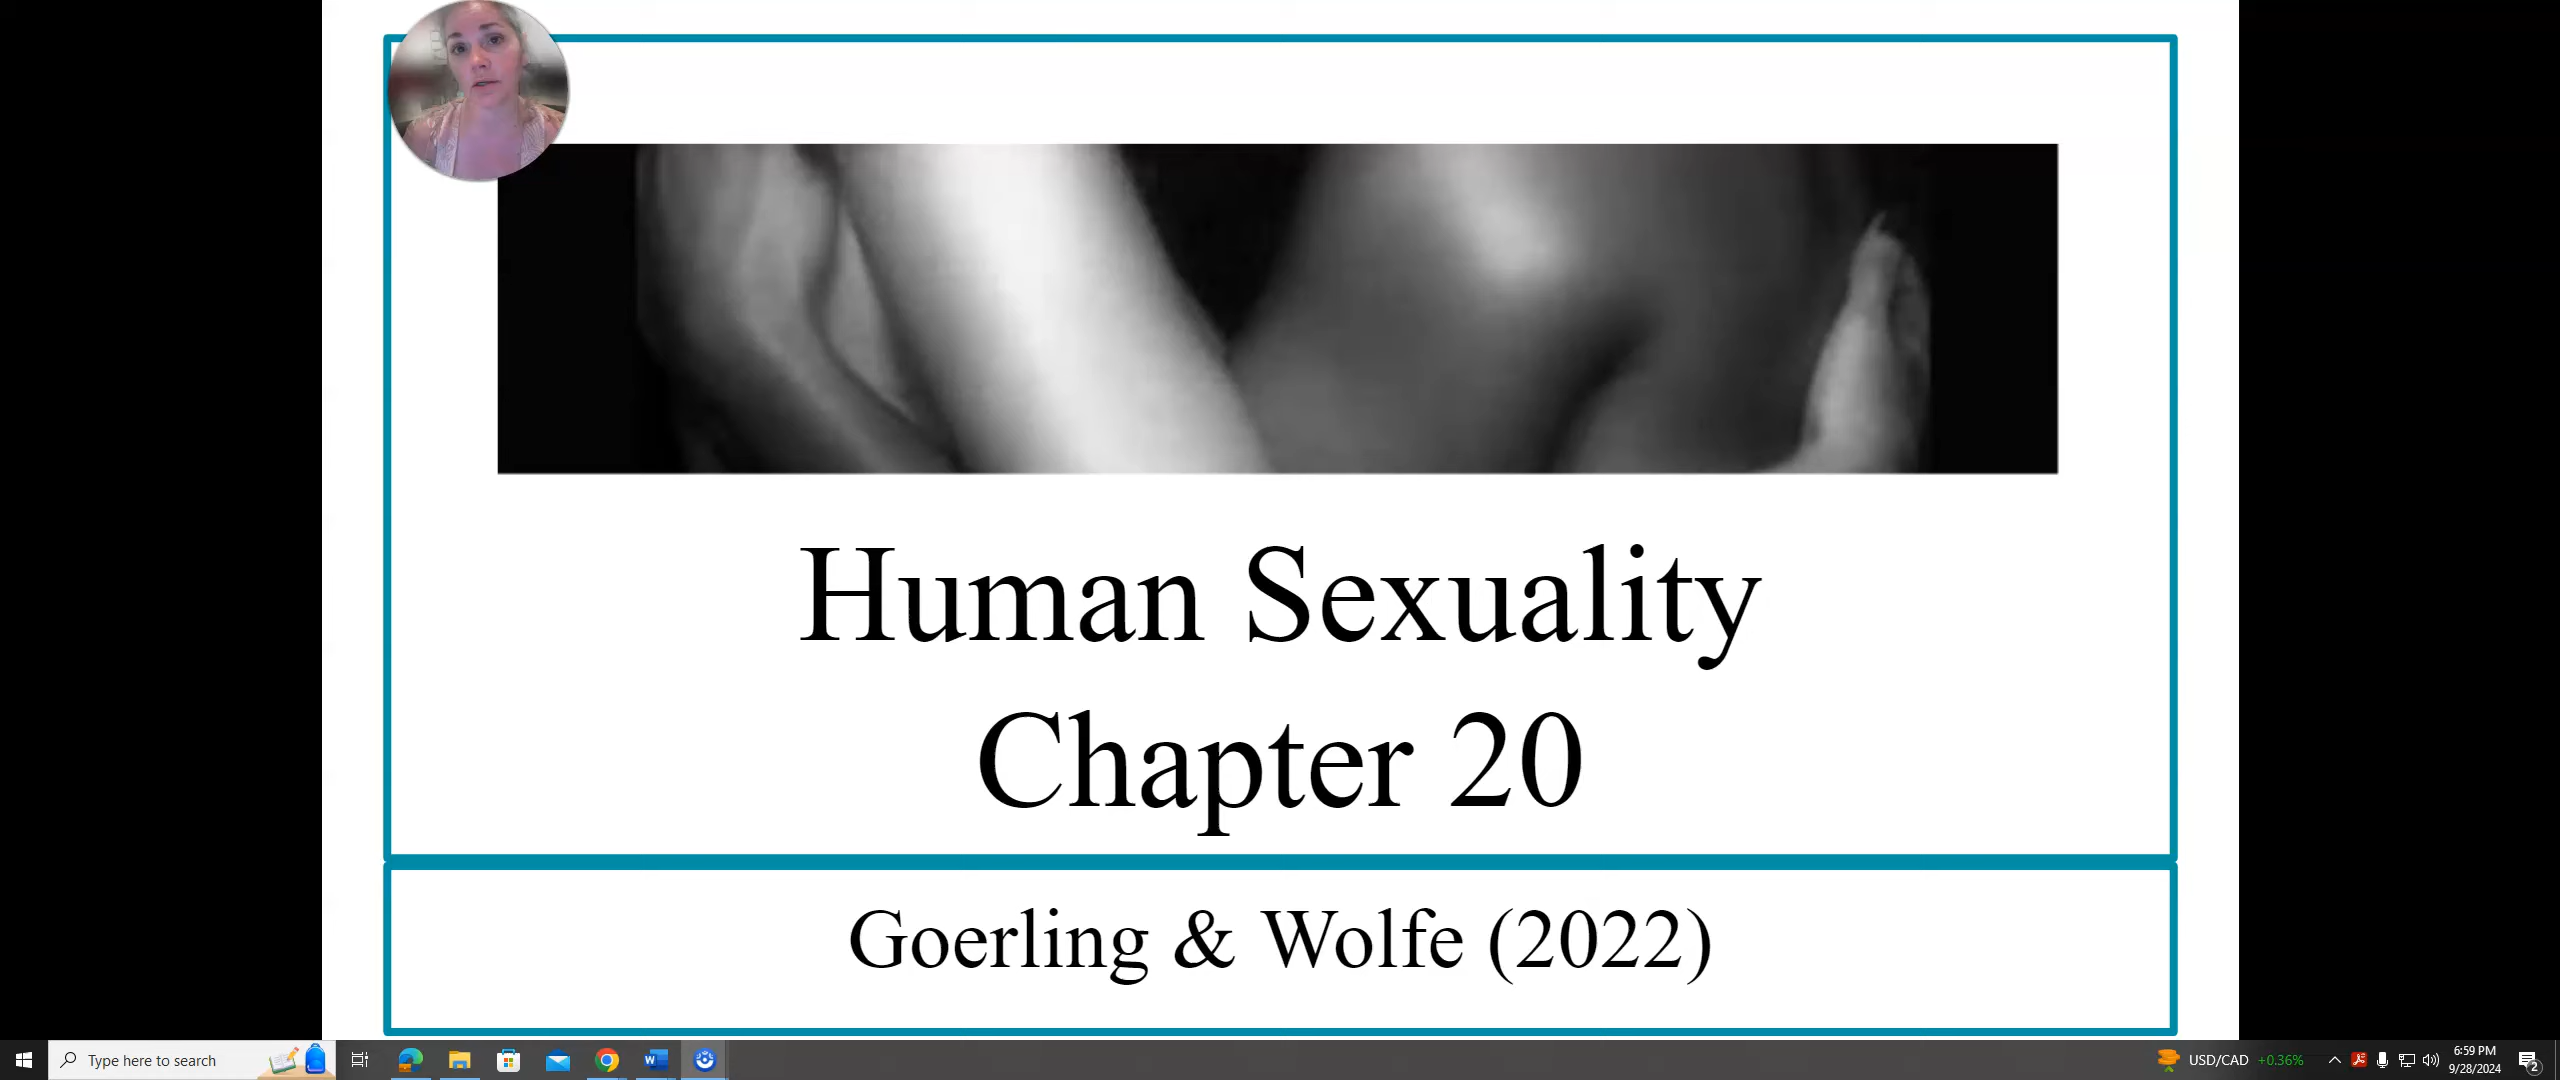 Human Sexuality
Chapter 20
Goerling & Wolfe (2022)
Type here to search
USD/CAD +0.36%
6:59 PM
9/28/2024
2